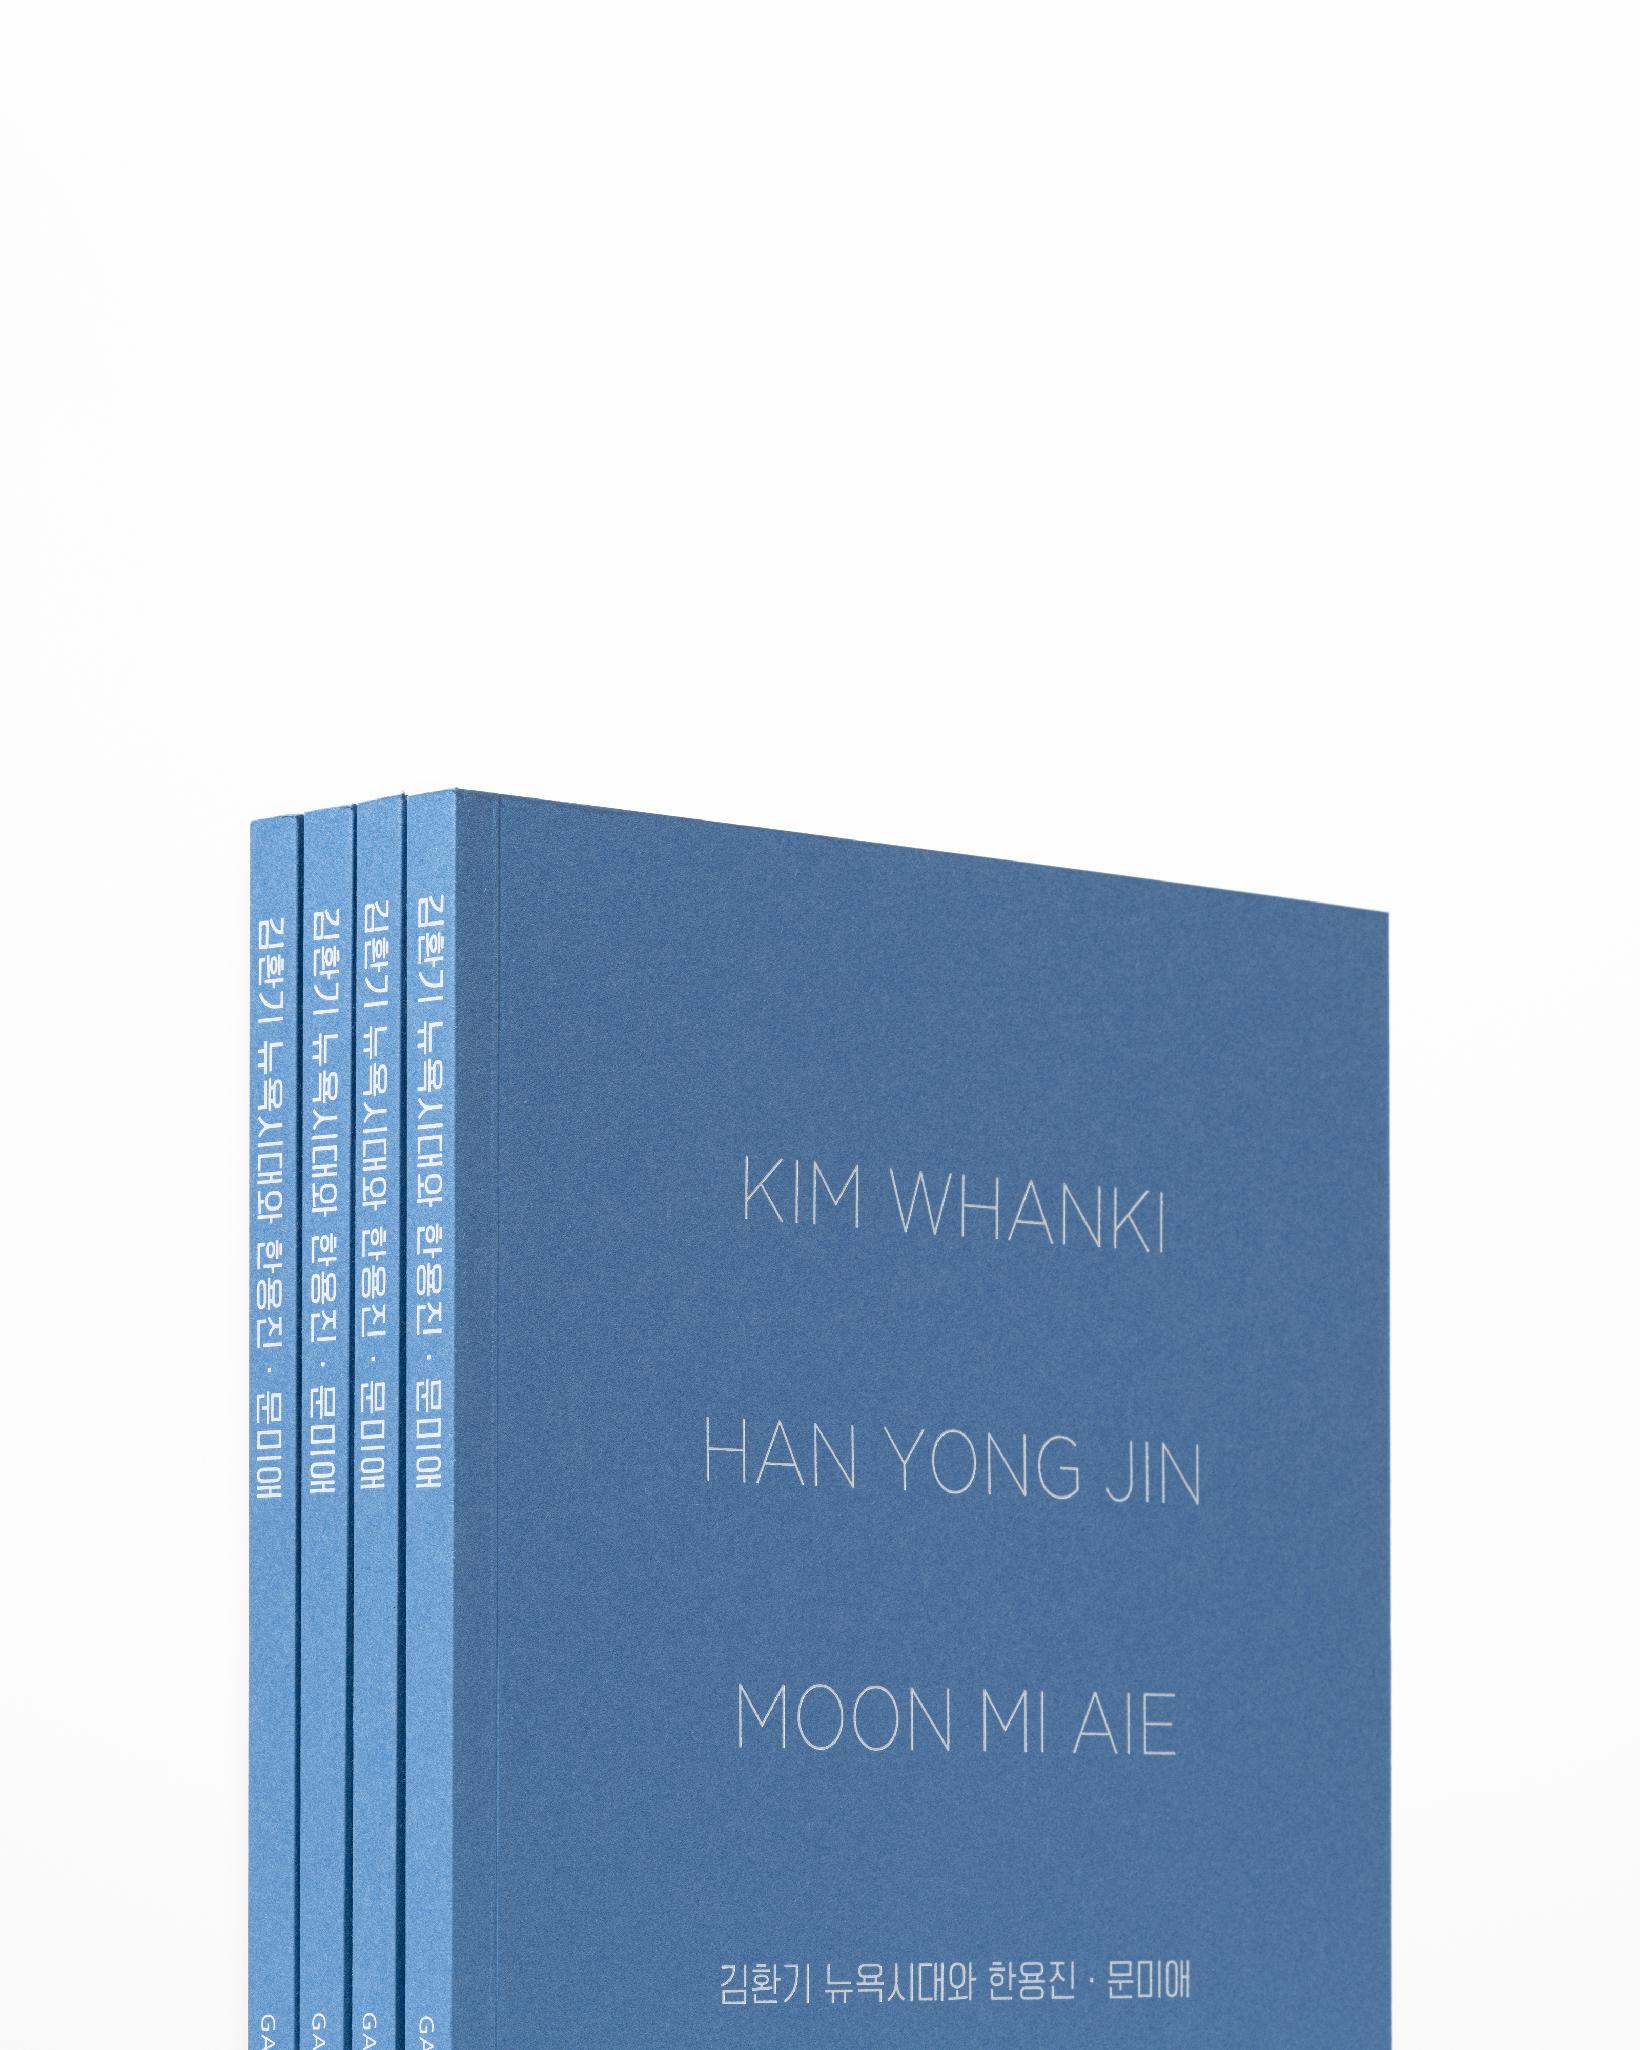 김환기 뉴욕시대와 한용진 · 문미애
GA
김환기 뉴욕시대와 한용진 · 문미애
GA
김환기 뉴욕시대와 한용진 · 문미애
GA
김환기 뉴욕시대와 한용진 · 문미애
GA
KIM WHANKI
HAN YONG JIN
MOON MI AIE
김환기 뉴욕시대와 한용진 · 문미애